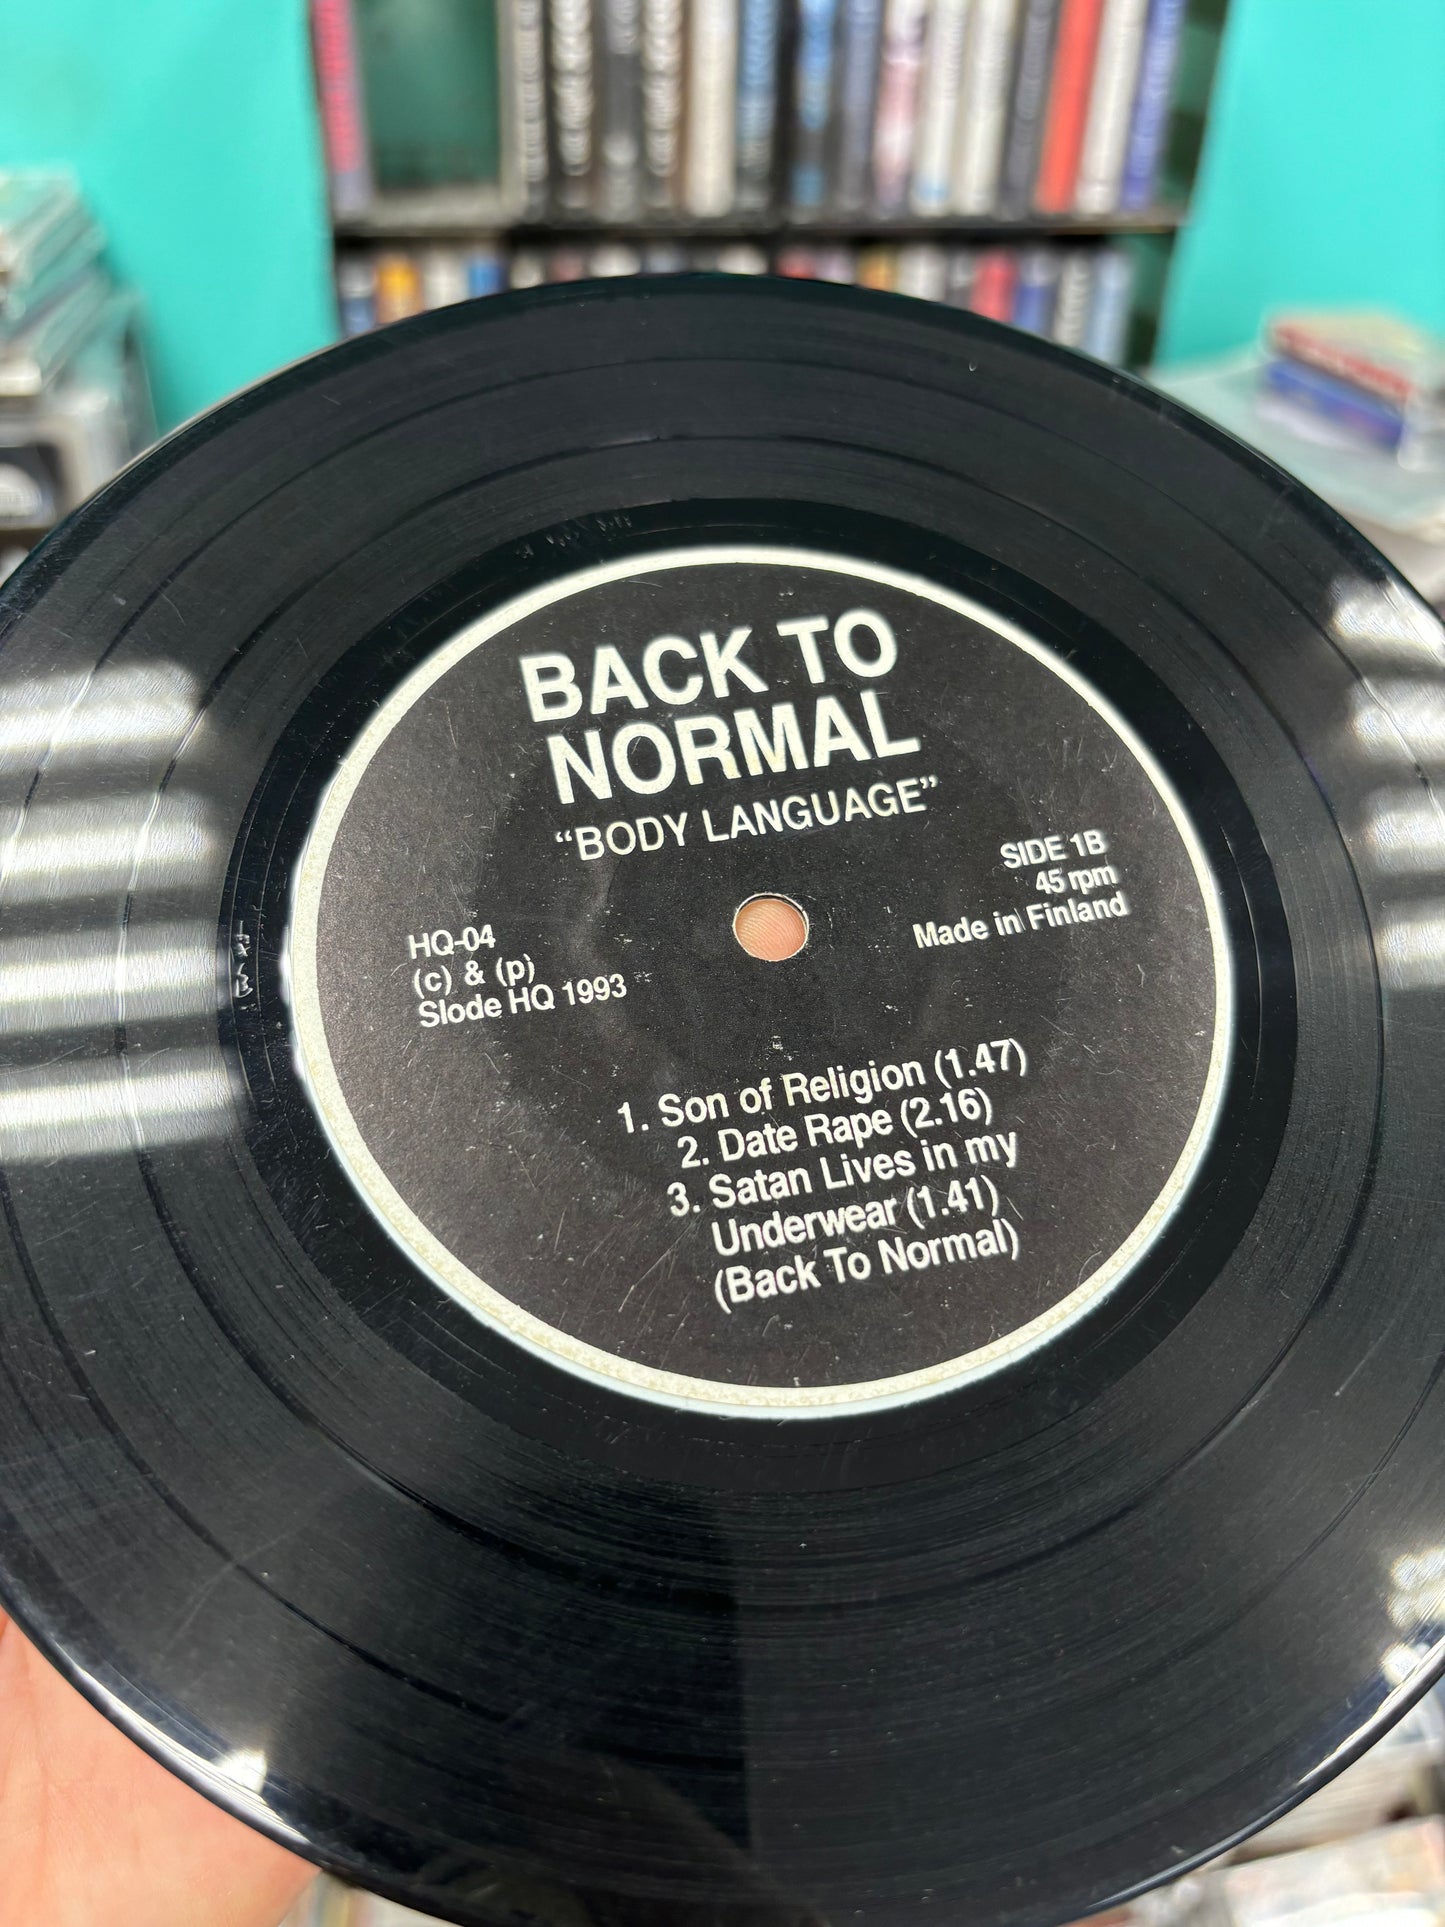 BACK TO
NORMAL
“BODY LANGUAGE”
SIDE 1B
45 rpm
Made in Finland
HQ-04
(c) & (p)
Slode HQ 1993
1. Son of Religion (1.47)
2. Date Rape (2.16)
3. Satan Lives in my
Underwear (1.41)
(Back To Normal)